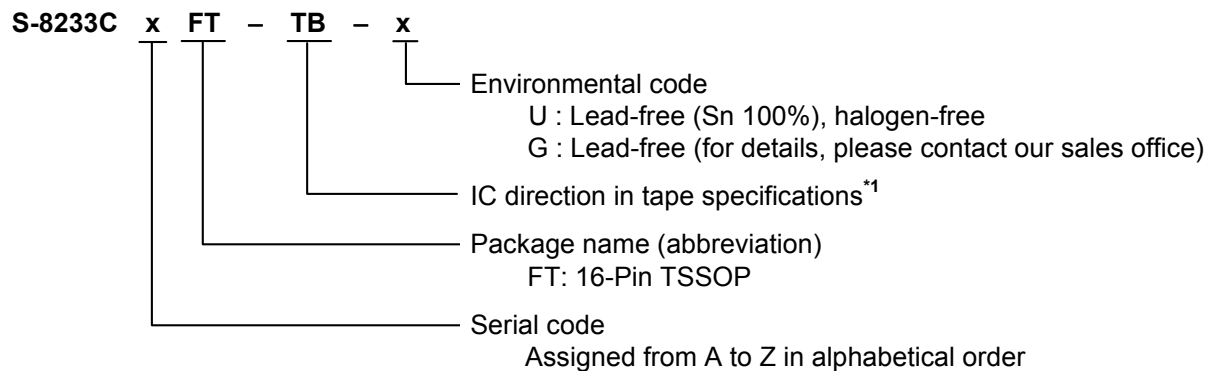 S-8233C x FT – TB – x
Environmental code
U : Lead-free (Sn 100%), halogen-free
G : Lead-free (for details, please contact our sales office)
IC direction in tape specifications*1
Package name (abbreviation)
FT: 16-Pin TSSOP
Serial code
Assigned from A to Z in alphabetical order